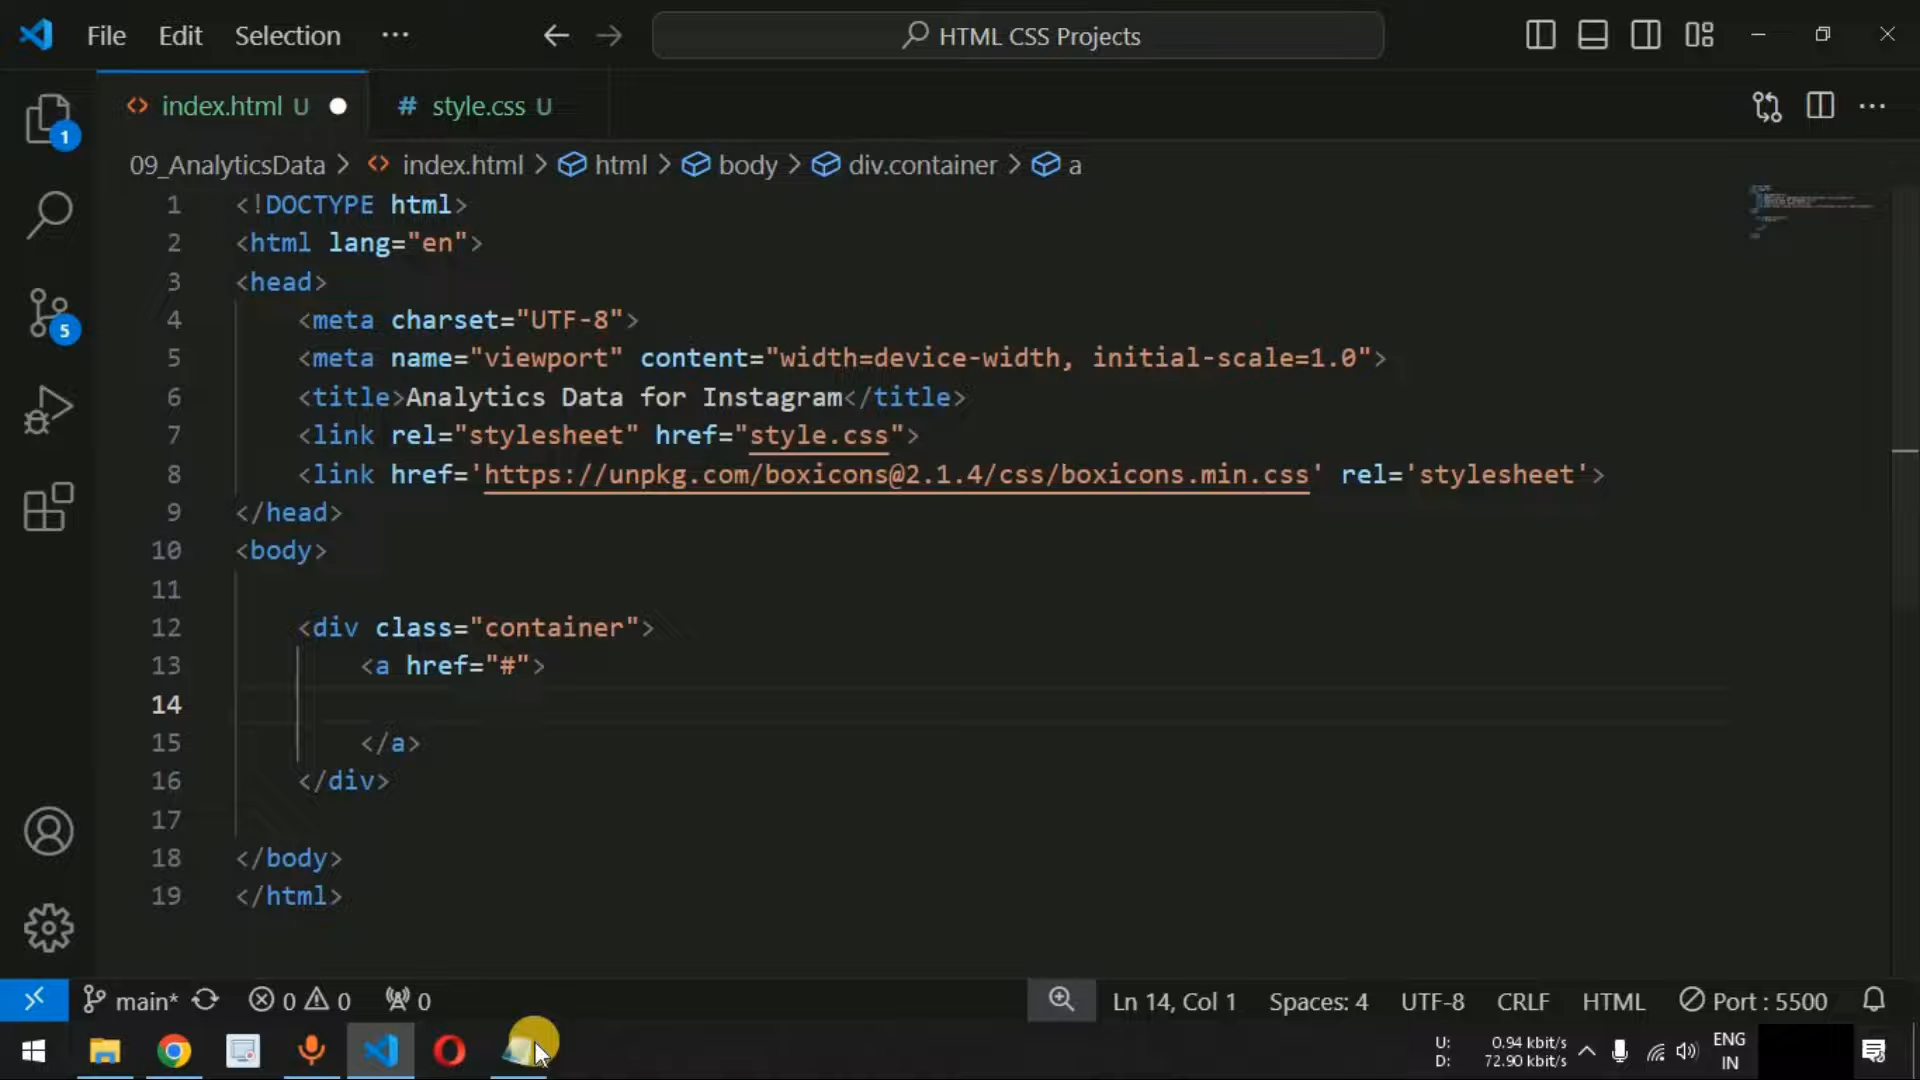 File Edit Selection ··· HTML CSS Projects
index.html U style.css U
09_AnalyticsData > index.html > html > body > div.container > a
1 <!DOCTYPE html>
2 <html lang="en">
3 <head>
4 <meta charset="UTF-8">
5 <meta name="viewport" content="width=device-width, initial-scale=1.0">
6 <title>Analytics Data for Instagram</title>
7 <link rel="stylesheet" href="style.css">
8 <link href='https://unpkg.com/boxicons@2.1.4/css/boxicons.min.css' rel='stylesheet'>
9 </head>
10 <body>
11
12 <div class="container">
13 <a href="#">
14
15 </a>
16 </div>
17
18 </body>
19 </html>
1
5
main* 0 0 0 Ln 14, Col 1 Spaces: 4 UTF-8 CRLF HTML Port : 5500
U: 0.94 kbit/s
D: 72.90 kbit/s
ENG
IN